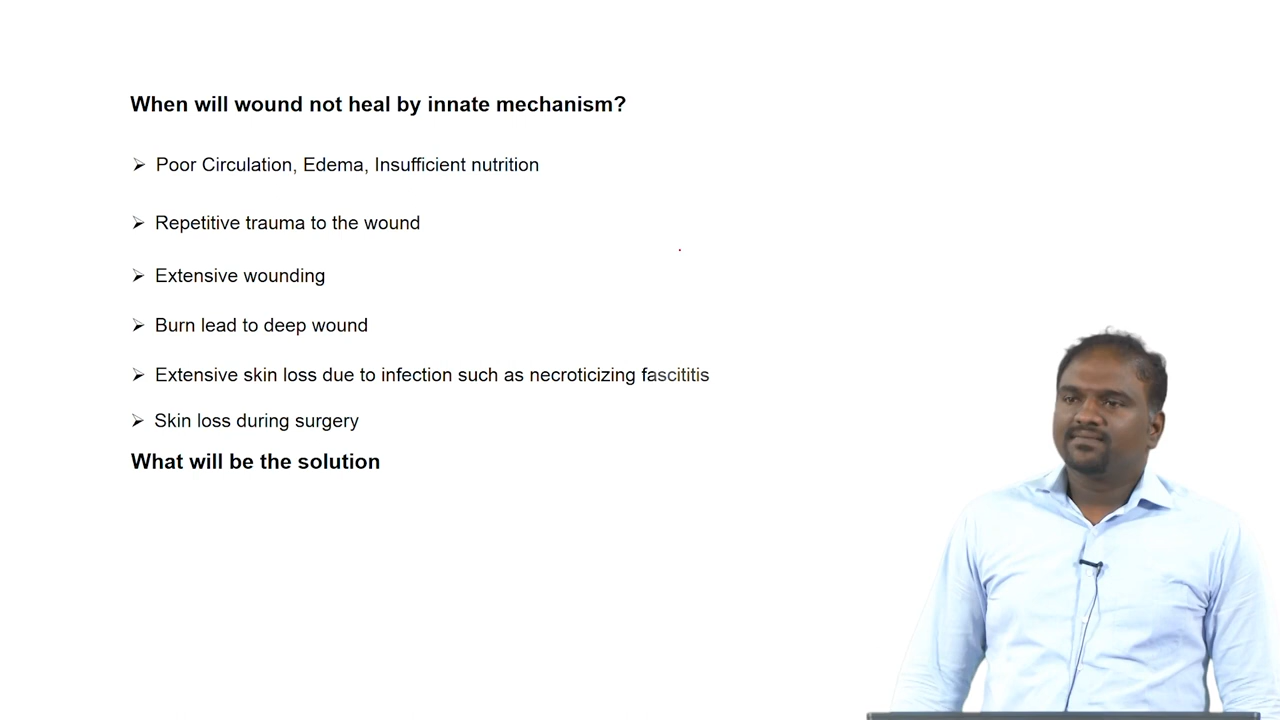 When will wound not heal by innate mechanism?
➢ Poor Circulation, Edema, Insufficient nutrition
➢ Repetitive trauma to the wound
➢ Extensive wounding
➢ Burn lead to deep wound
➢ Extensive skin loss due to infection such as necroticizing fascititis
➢ Skin loss during surgery
What will be the solution